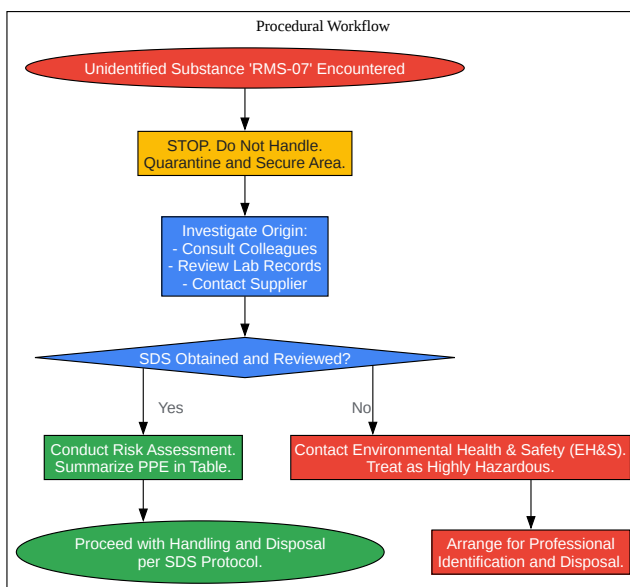 Procedural Workflow
Unidentified Substance 'RMS-07' Encountered
STOP. Do Not Handle.
Quarantine and Secure Area.
Investigate Origin:
- Consult Colleagues
- Review Lab Records
- Contact Supplier
SDS Obtained and Reviewed?
Yes
No
Conduct Risk Assessment.
Summarize PPE in Table.
Contact Environmental Health & Safety (EH&S).
Treat as Highly Hazardous.
Proceed with Handling and Disposal
per SDS Protocol.
Arrange for Professional
Identification and Disposal.